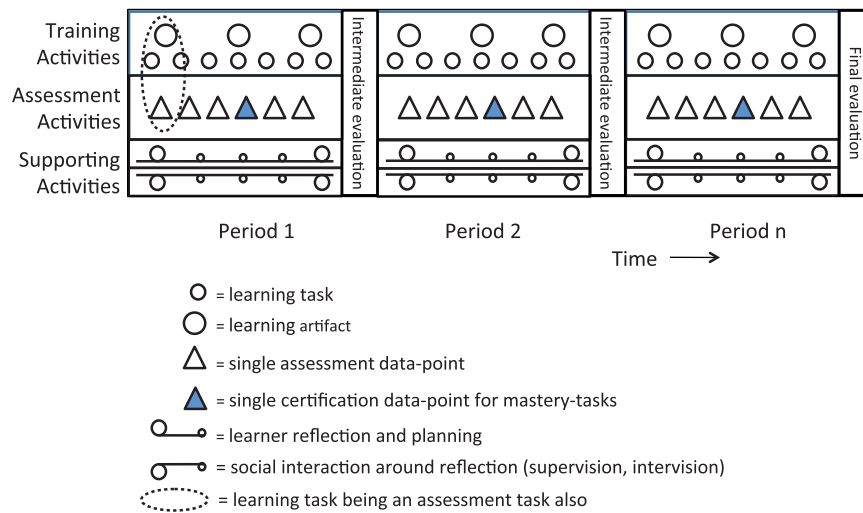 Training
Activities
Assessment
Activities
Supporting
Activities
Intermediate evaluation
Intermediate evaluation
Final evaluation
Period 1
Period 2
Period n
Time
= learning task
= learning artifact
= single assessment data-point
= single certification data-point for mastery-tasks
= learner reflection and planning
= social interaction around reflection (supervision, intervision)
= learning task being an assessment task also